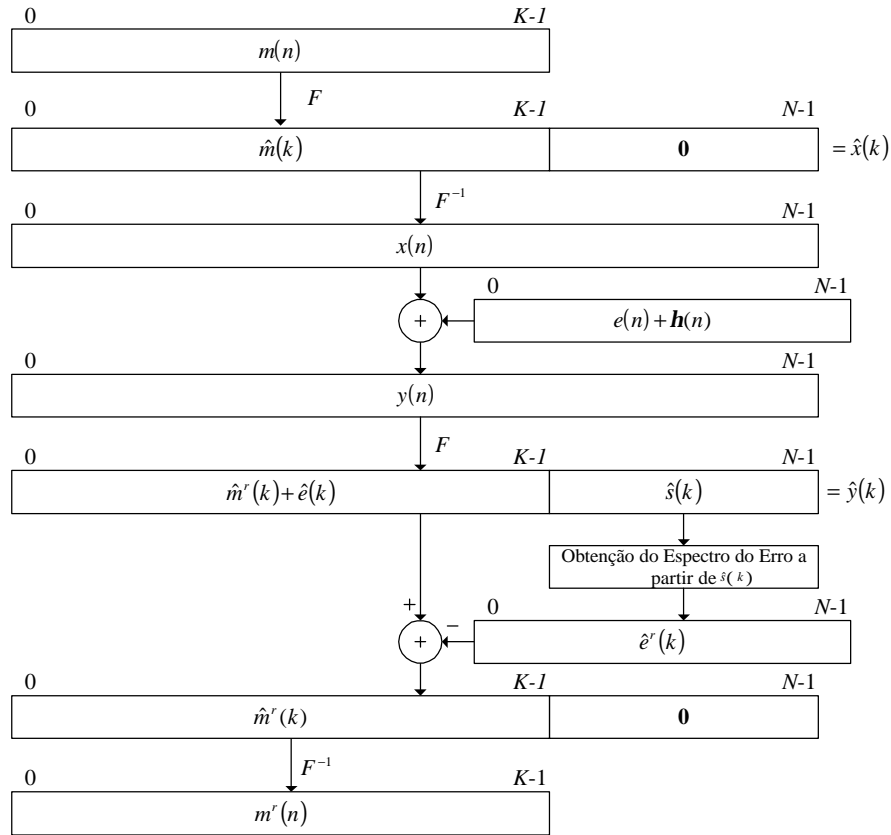 0 K-1
m(n)
F
0 K-1 N-1
m̂(k) 0 = x̂(k)
F⁻¹
0 N-1
x(n)
0 N-1
+ e(n)+h(n)
0 N-1
y(n)
F
0 K-1 N-1
m̂ʳ(k)+ê(k) ŝ(k) = ŷ(k)
Obtenção do Espectro do Erro a
partir de ŝ(k)
0 N-1
+ −
+ êʳ(k)
0 K-1 N-1
m̂ʳ(k) 0
F⁻¹
0 K-1
mʳ(n)